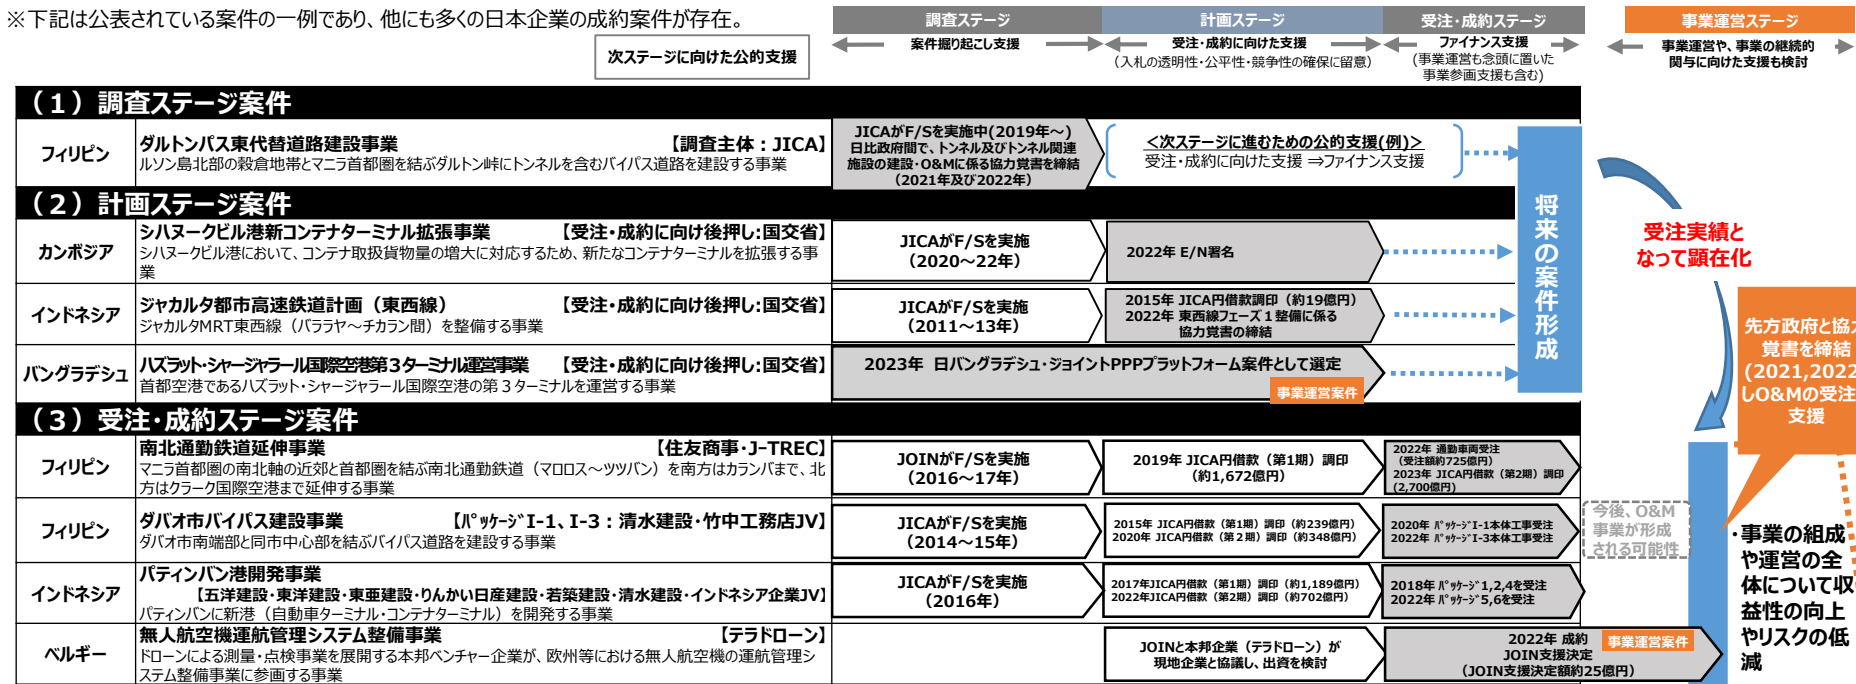 ※下記は公表されている案件の一例であり、他にも多くの日本企業の成約案件が存在。
次ステージに向けた公的支援
調査ステージ
案件掘り起こし支援
計画ステージ
受注・成約に向けた支援
(入札の透明性・公平性・競争性の確保に留意)
受注・成約ステージ
ファイナンス支援
(事業運営も念頭に置いた
事業参画支援も含む)
事業運営ステージ
事業運営や、事業の継続的
関与に向けた支援も検討
（１）調査ステージ案件
フィリピン
ダルトンパス東代替道路建設事業 【調査主体：JICA】
ルソン島北部の穀倉地帯とマニラ首都圏を結ぶダルトン峠にトンネルを含むバイパス道路を建設する事業
JICAがF/Sを実施中(2019年～)
日比政府間で、トンネル及びトンネル関連
施設の建設・O&Mに係る協力覚書を締結
(2021年及び2022年)
<次ステージに進むための公的支援(例)>
受注・成約に向けた支援 ⇒ファイナンス支援
（２）計画ステージ案件
カンボジア
シハヌークビル港新コンテナターミナル拡張事業 【受注・成約に向け後押し:国交省】
シハヌークビル港において、コンテナ取扱貨物量の増大に対応するため、新たなコンテナターミナルを拡張する事
業
JICAがF/Sを実施
(2020～22年)
2022年 E/N署名
インドネシア
ジャカルタ都市高速鉄道計画（東西線） 【受注・成約に向け後押し:国交省】
ジャカルタMRT東西線（バララヤ～チカラン間）を整備する事業
JICAがF/Sを実施
(2011～13年)
2015年 JICA円借款調印（約19億円）
2022年 東西線フェーズ１整備に係る
協力覚書の締結
バングラデシュ
ハズラット・シャージャラール国際空港第３ターミナル運営事業 【受注・成約に向け後押し:国交省】
首都空港であるハズラット・シャージャラール国際空港の第３ターミナルを運営する事業
2023年 日バングラデシュ・ジョイントPPPプラットフォーム案件として選定
事業運営案件
将来の案件形成
受注実績と
なって顕在化
先方政府と協力
覚書を締結
(2021,2022
しO&Mの受注
支援
（３）受注・成約ステージ案件
フィリピン
南北通勤鉄道延伸事業 【住友商事・J-TREC】
マニラ首都圏の南北軸の近郊と首都圏を結ぶ南北通勤鉄道（マロロス～ツツバン）を南方はカランバまで、北
方はクラーク国際空港まで延伸する事業
JOINがF/Sを実施
(2016～17年)
2019年 JICA円借款（第1期）調印
(約1,672億円)
2022年 通勤車両受注
（受注額約725億円）
2023年 JICA円借款（第2期）調印
(2,700億円)
フィリピン
ダバオ市バイパス建設事業 【ﾊﾟｯｹｰｼﾞI-1、I-3：清水建設・竹中工務店JV】
ダバオ市南端部と同市中心部を結ぶバイパス道路を建設する事業
JICAがF/Sを実施
(2014～15年)
2015年 JICA円借款（第1期）調印（約239億円）
2020年 JICA円借款（第２期）調印（約348億円）
2020年 ﾊﾟｯｹｰｼﾞI-1本体工事受注
2022年 ﾊﾟｯｹｰｼﾞI-3本体工事受注
今後、O&M
事業が形成
される可能性
インドネシア
パティンバン港開発事業
【五洋建設・東洋建設・東亜建設・りんかい日産建設・若築建設・清水建設・インドネシア企業JV】
パティンバンに新港（自動車ターミナル・コンテナターミナル）を開発する事業
JICAがF/Sを実施
(2016年)
2017年JICA円借款（第1期）調印（約1,189億円）
2022年JICA円借款（第2期）調印（約702億円）
2018年 ﾊﾟｯｹｰｼﾞ1,2,4を受注
2022年 ﾊﾟｯｹｰｼﾞ5,6を受注
ベルギー
無人航空機運航管理システム整備事業 【テラドローン】
ドローンによる測量・点検事業を展開する本邦ベンチャー企業が、欧州等における無人航空機の運航管理シ
ステム整備事業に参画する事業
JOINと本邦企業（テラドローン）が
現地企業と協議し、出資を検討
2022年 成約
JOIN支援決定
(JOIN支援決定額約25億円)
事業運営案件
・事業の組成
や運営の全
体について収
益性の向上
やリスクの低
減